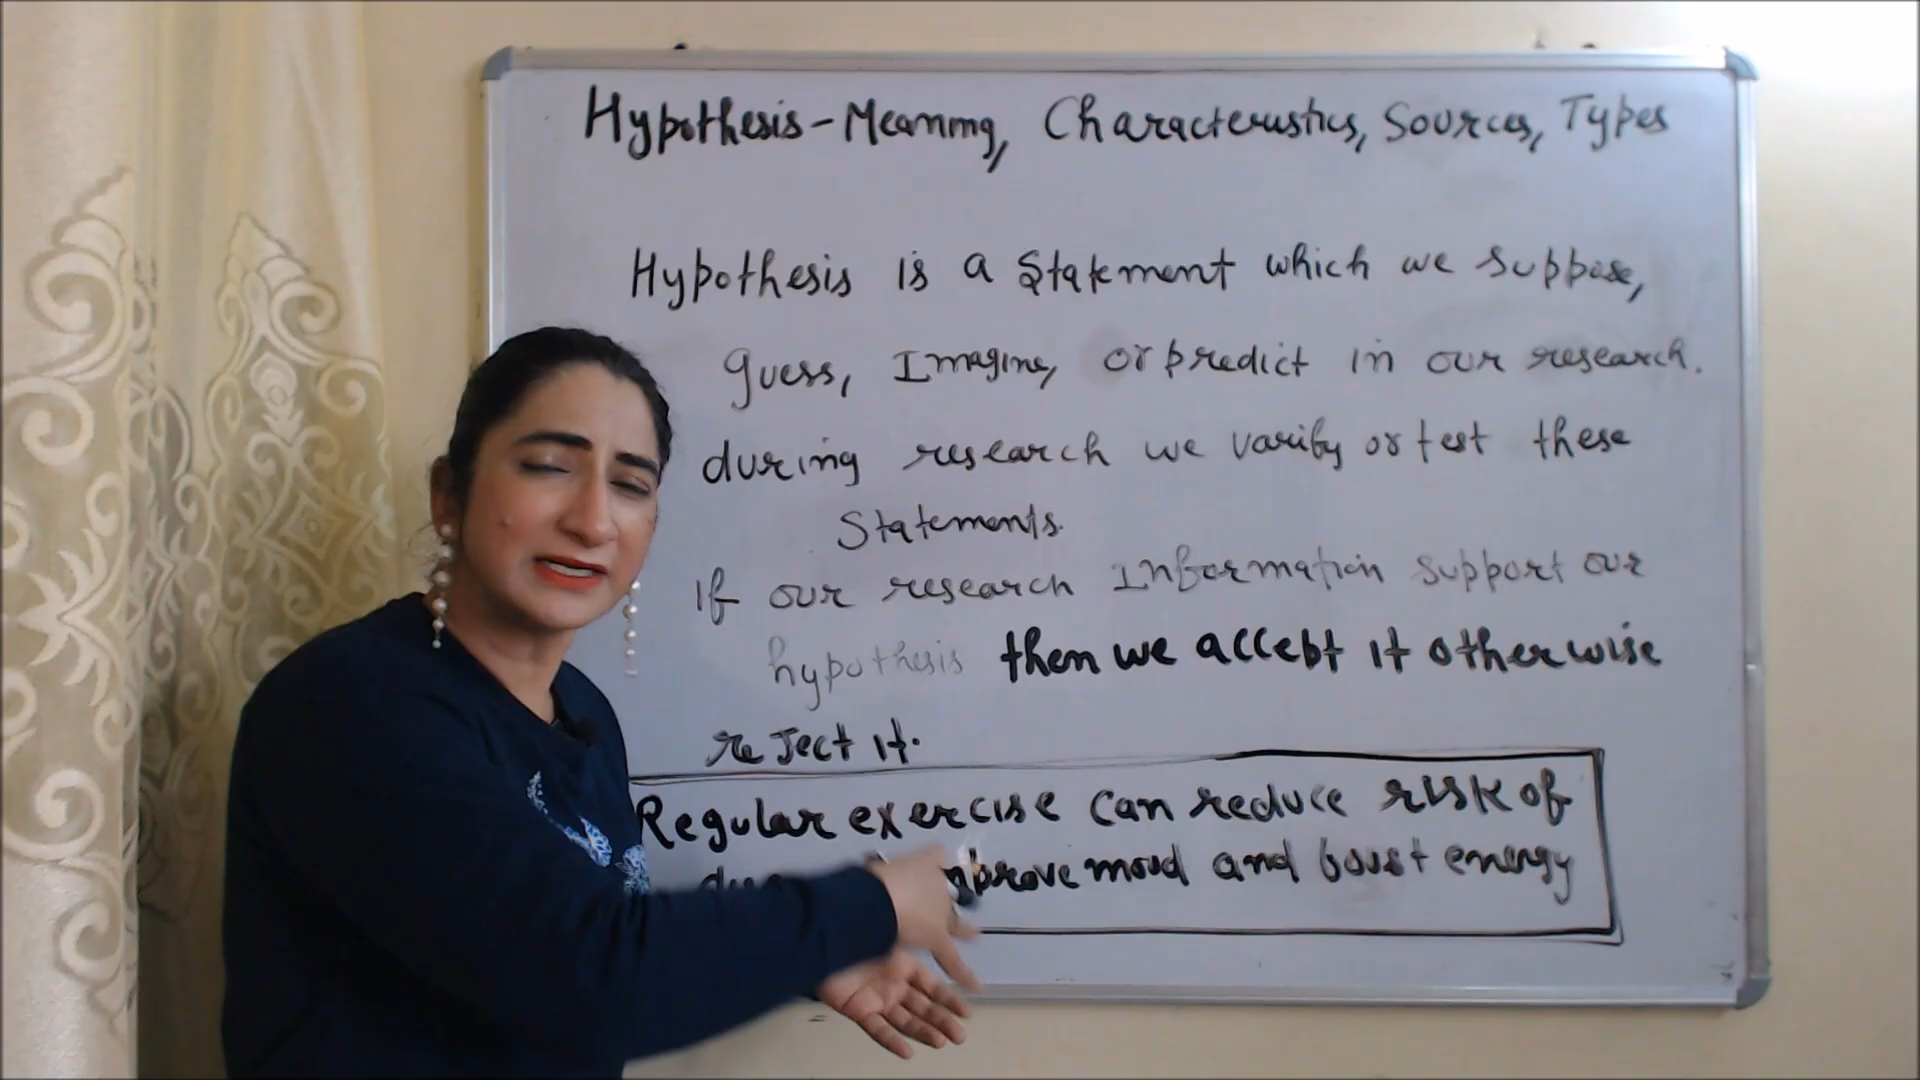 Hypothesis - Meaning, Characteristics, Sources, Types
Hypothesis is a Statement which we suppose,
guess, Imagine, or predict in our research.
during research we varify or test these
Statements.
If our research Information support our
hypothesis then we accept it otherwise
reject it.
Regular exercise can reduce risk of
improve mood and boost energy